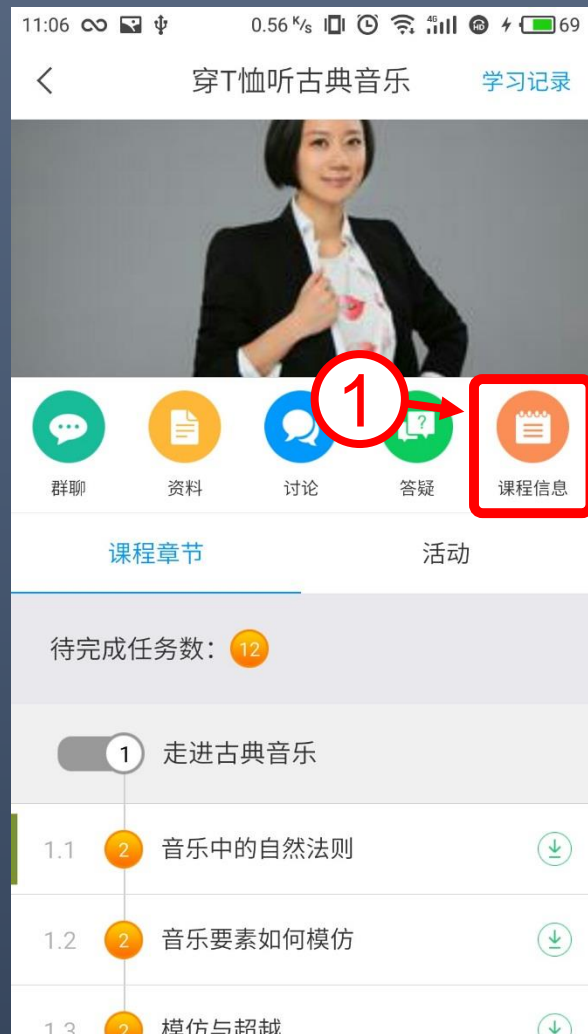 11:06 0.56 K/s 46 HD 69
穿T恤听古典音乐 学习记录
1
?
群聊 资料 讨论 答疑 课程信息
课程章节 活动
待完成任务数：12
1 走进古典音乐
1.1 2 音乐中的自然法则
1.2 2 音乐要素如何模仿
1.3 2 模仿与超越